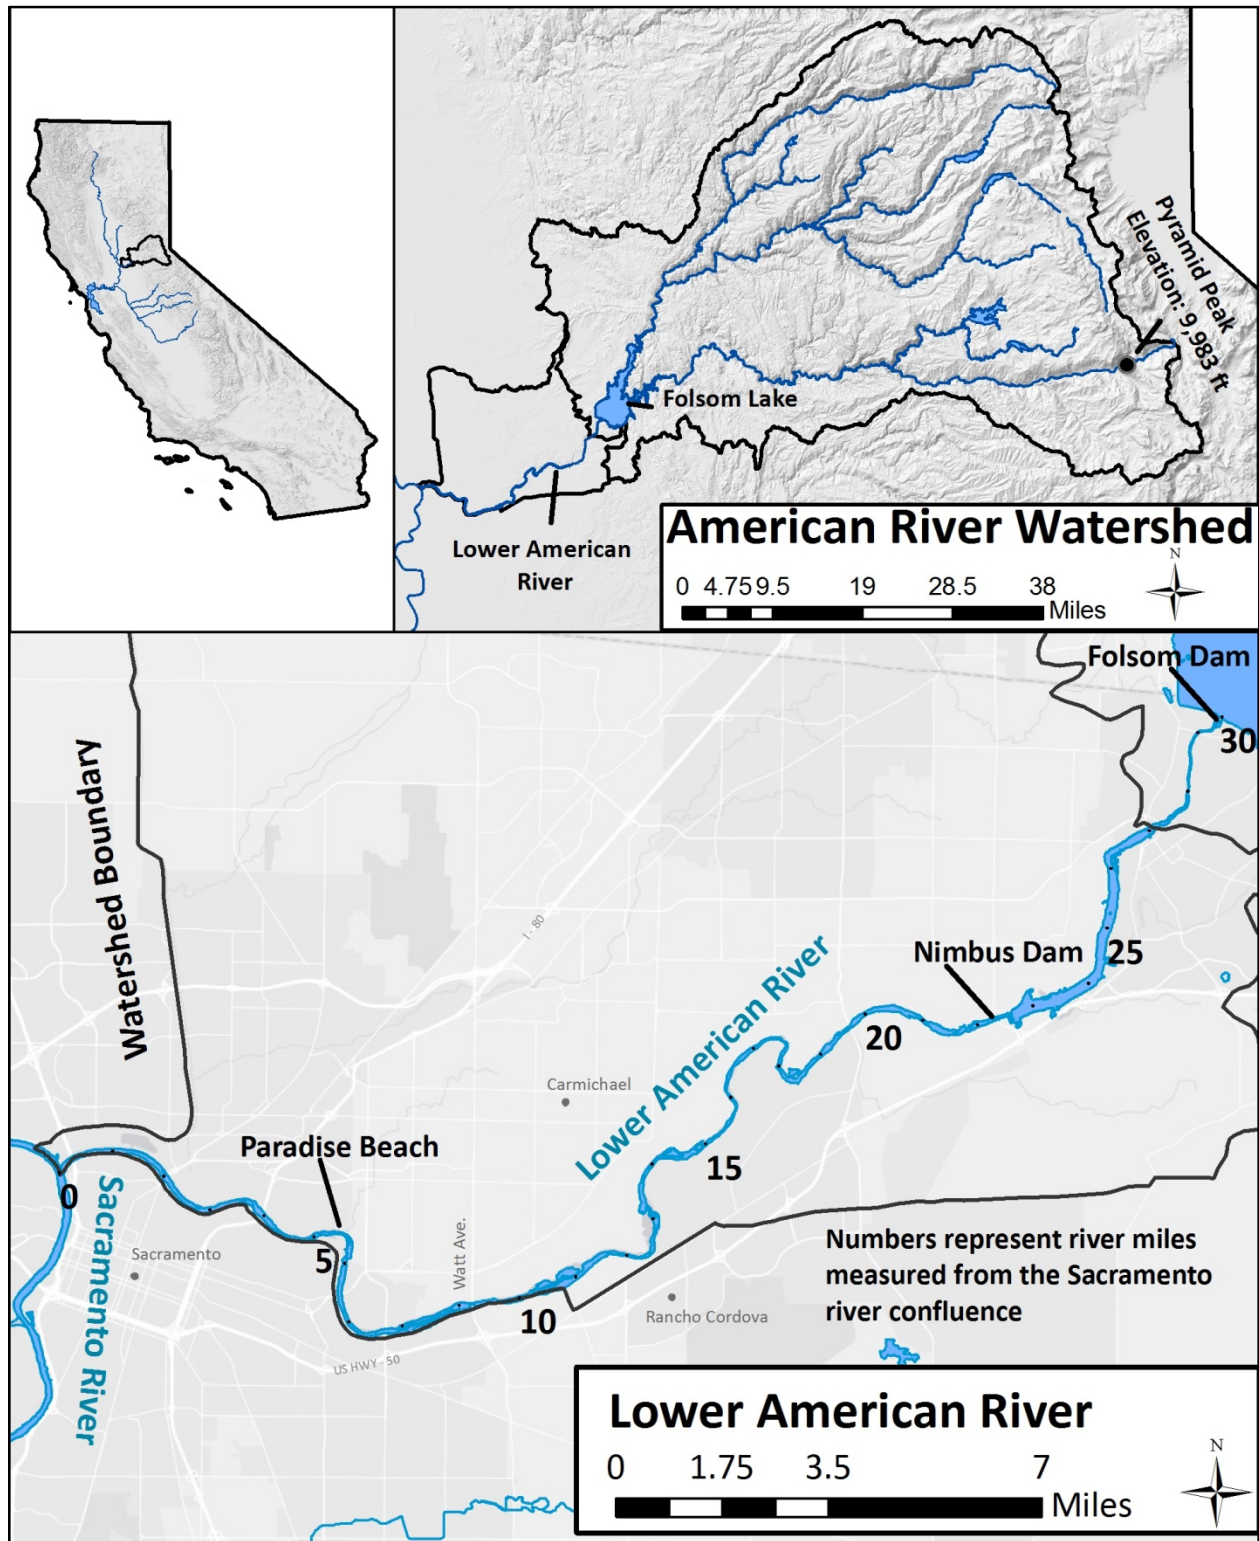 Pyramid Peak
Elevation: 9,983 ft
Folsom Lake
Lower American
River
American River Watershed
N
0 4.75 9.5 19 28.5 38
Miles
Folsom Dam
30
Watershed Boundary
I - 80
25
Nimbus Dam
20
Lower American River
Carmichael
15
Paradise Beach
0
Sacramento River
Sacramento
5
Watt Ave.
10
Rancho Cordova
US HWY - 50
Numbers represent river miles
measured from the Sacramento
river confluence
Lower American River
N
0 1.75 3.5 7
Miles